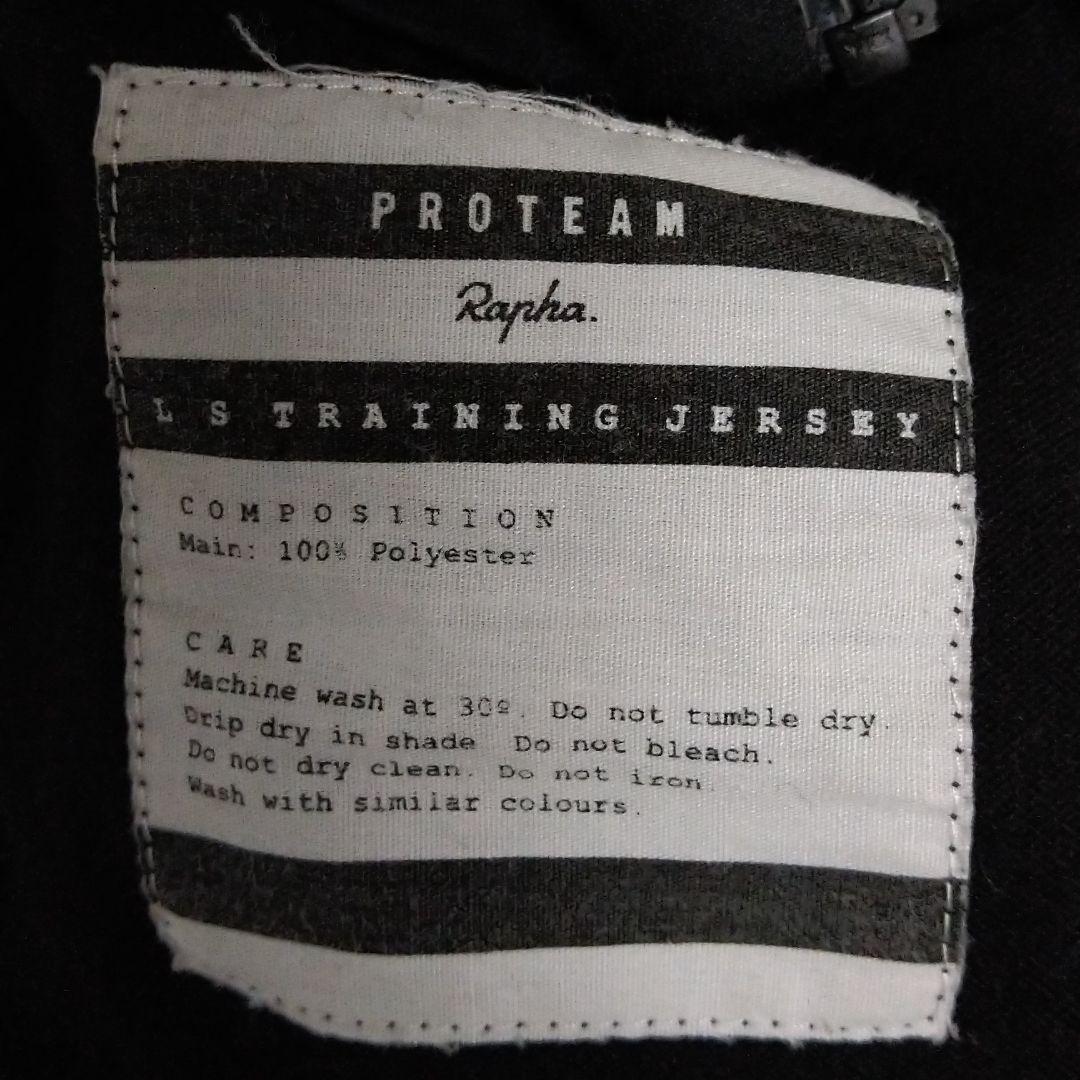 PROTEAM
Rapha.
L S TRAINING JERSEY
COMPOSITION
Main: 100% Polyester
CARE
Machine wash at 30º. Do not tumble dry.
Drip dry in shade Do not bleach.
Do not dry clean. Do not iron.
Wash with similar colours.